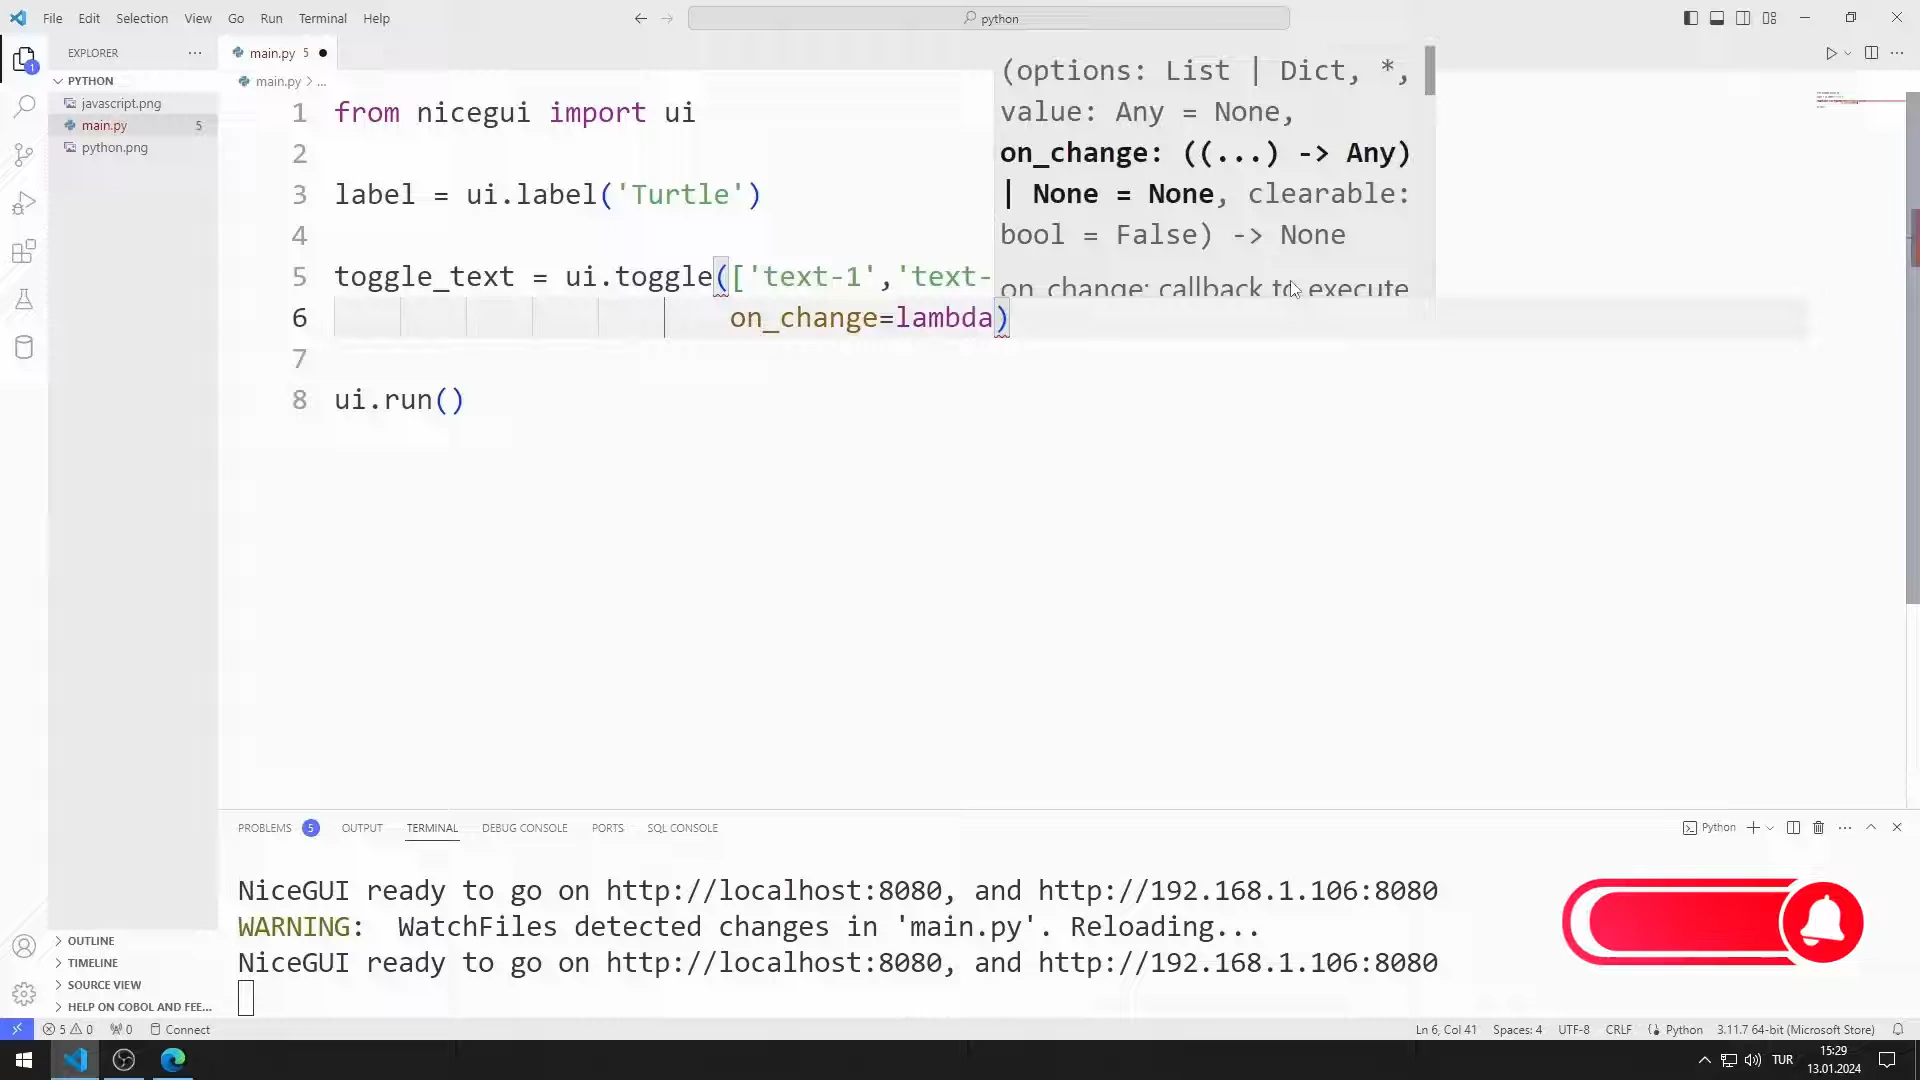 File Edit Selection View Go Run Terminal Help
python
EXPLORER
main.py 5
PYTHON
main.py > ...
javascript.png
main.py 5
python.png
1 from nicegui import ui
2
3 label = ui.label('Turtle')
4
5 toggle_text = ui.toggle(['text-1','text-
6 on_change=lambda)
7
8 ui.run()
(options: List | Dict, *,
value: Any = None,
on_change: ((...) -> Any)
| None = None, clearable:
bool = False) -> None
on_change: callback to execute
PROBLEMS 5 OUTPUT TERMINAL DEBUG CONSOLE PORTS SQL CONSOLE
Python
NiceGUI ready to go on http://localhost:8080, and http://192.168.1.106:8080
WARNING:  WatchFiles detected changes in 'main.py'. Reloading...
NiceGUI ready to go on http://localhost:8080, and http://192.168.1.106:8080
OUTLINE
TIMELINE
SOURCE VIEW
HELP ON COBOL AND FEE...
1
5 0 0 Connect
Ln 6, Col 41 Spaces: 4 UTF-8 CRLF Python 3.11.7 64-bit (Microsoft Store)
TUR
15:29
13.01.2024